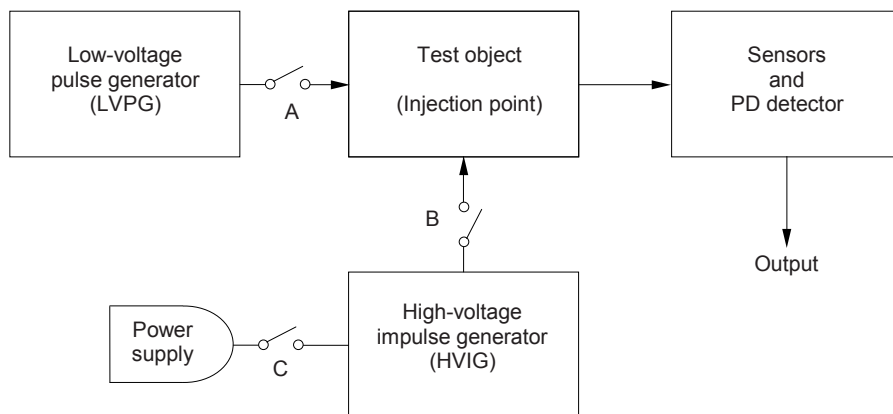 Low-voltage
pulse generator
(LVPG)
A
Test object
(Injection point)
Sensors
and
PD detector
B
Output
Power
supply
C
High-voltage
impulse generator
(HVIG)